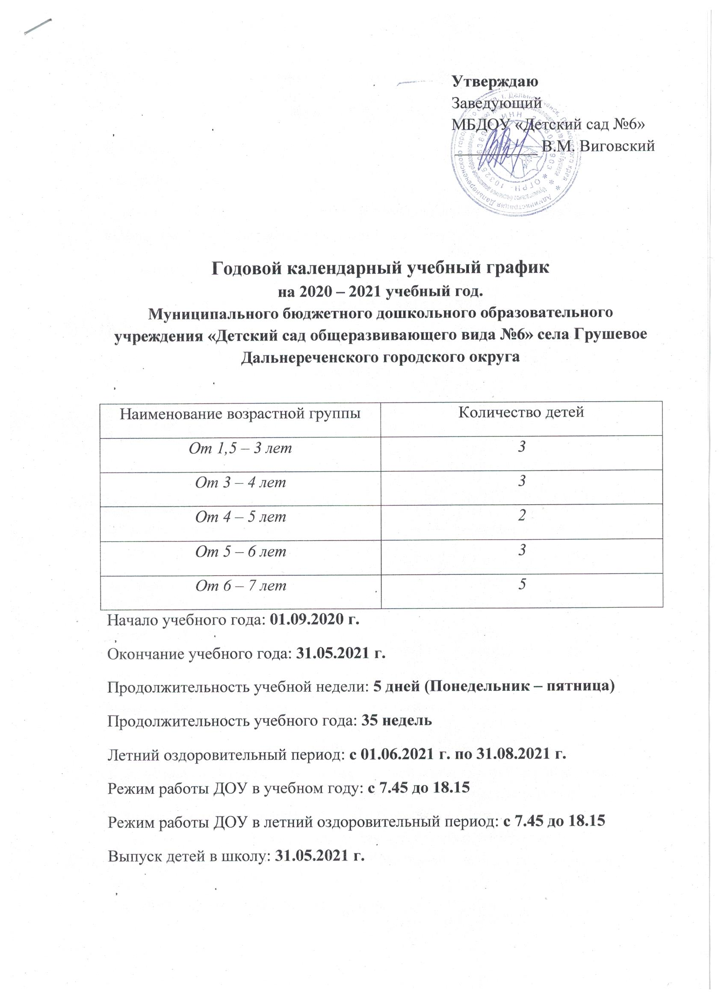 Утверждаю
Заведующий
МБДОУ «Детский сад №6»
__________ В.М. Виговский
Годовой календарный учебный график
на 2020 – 2021 учебный год.
Муниципального бюджетного дошкольного образовательного
учреждения «Детский сад общеразвивающего вида №6» села Грушевое
Дальнереченского городского округа
Наименование возрастной группы Количество детей
От 1,5 – 3 лет 3
От 3 – 4 лет 3
От 4 – 5 лет 2
От 5 – 6 лет 3
От 6 – 7 лет 5
Начало учебного года: 01.09.2020 г.
Окончание учебного года: 31.05.2021 г.
Продолжительность учебной недели: 5 дней (Понедельник – пятница)
Продолжительность учебного года: 35 недель
Летний оздоровительный период: с 01.06.2021 г. по 31.08.2021 г.
Режим работы ДОУ в учебном году: с 7.45 до 18.15
Режим работы ДОУ в летний оздоровительный период: с 7.45 до 18.15
Выпуск детей в школу: 31.05.2021 г.